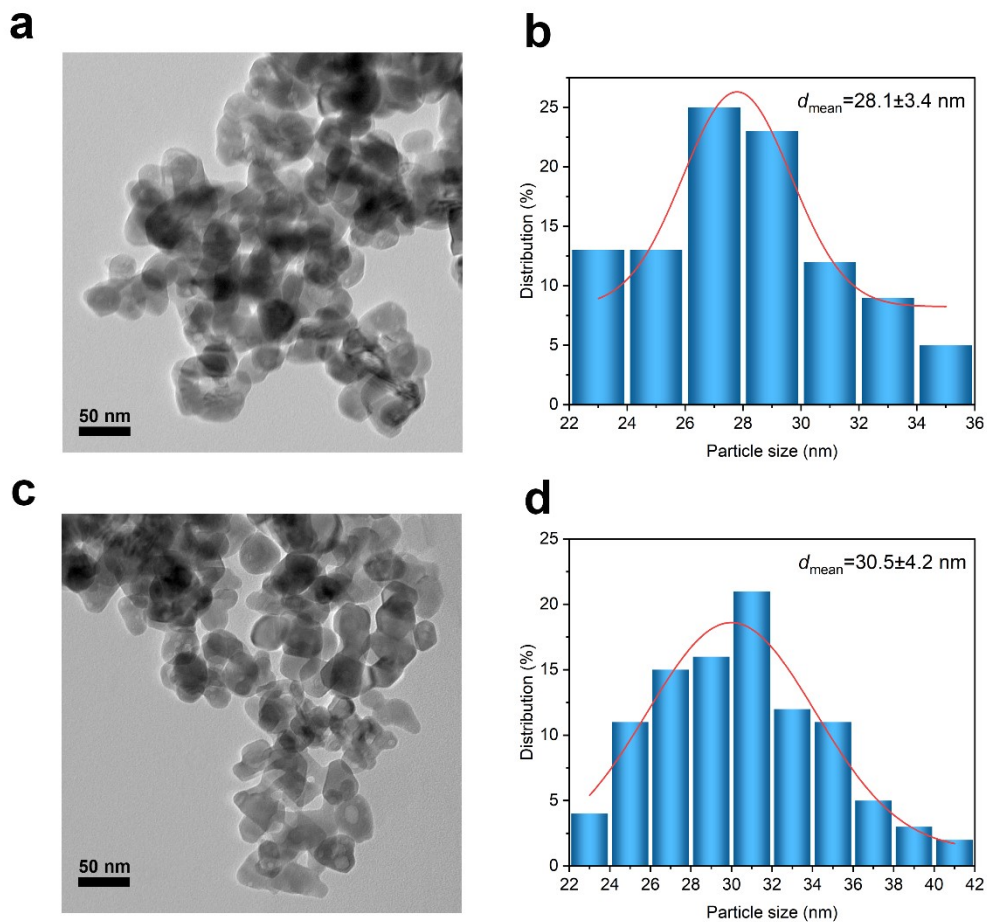 a
50 nm
b
dmean=28.1±3.4 nm
Distribution (%)
25
20
15
10
5
0
22 24 26 28 30 32 34 36
Particle size (nm)
c
50 nm
d
dmean=30.5±4.2 nm
Distribution (%)
25
20
15
10
5
0
22 24 26 28 30 32 34 36 38 40 42
Particle size (nm)